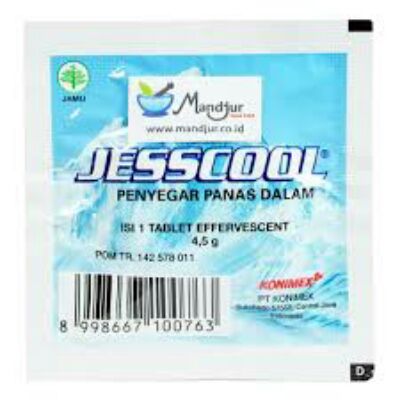 JAMU
Mandjur
www.mandjur.co.id
JESSCOOL®
PENYEGAR PANAS DALAM
ISI 1 TABLET EFFERVESCENT
4,5 g
POM TR. 142 578 011
KONIMEX
PT KONIMEX
Indonesia
8 998667 100763
D